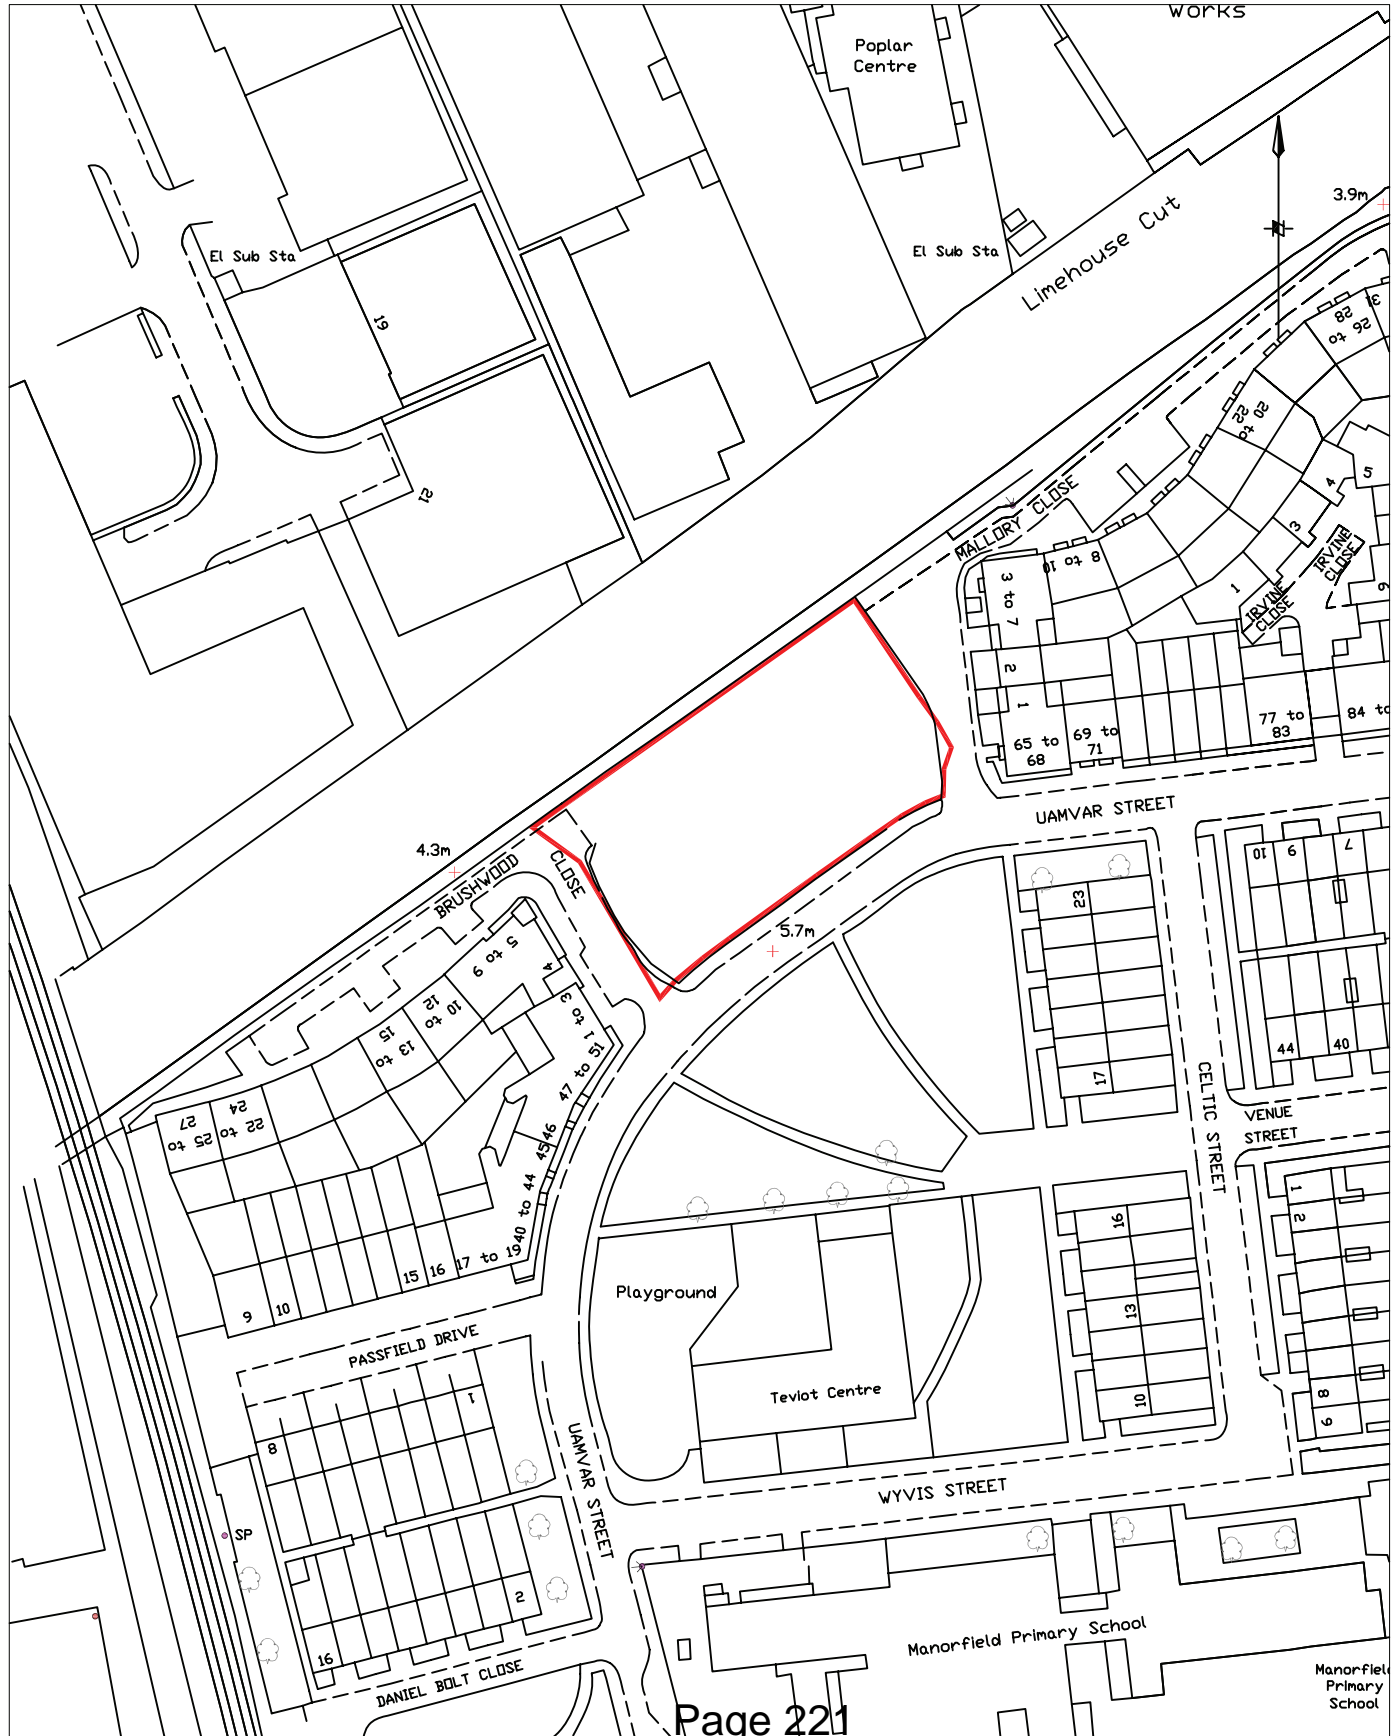 works
Poplar
Centre
3.9m
El Sub Sta
El Sub Sta
Limehouse Cut
N
19
21
31
28
to
26
22
to
20
5
4
3
MALLORY CLOSE
IRVINE
CLOSE
IRVINE
CLOSE
8 to 10
3 to 7
1
6
2
1
65 to
68
69 to
71
77 to
83
84 to
UAMVAR STREET
4.3m
BRUSHWOOD
CLOSE
5.7m
10
9
7
23
5 to 9
4
10
to
12
13 to
15
1 to 3
47 to 51
44
40
17
CELTIC STREET
VENUE
STREET
22 to
24
25 to
27
45
46
40 to 44
1
2
16
15
16
17 to 19
9
10
Playground
13
PASSFIELD DRIVE
Teviot Centre
10
8
9
1
8
UAMVAR STREET
WYVIS STREET
SP
2
16
DANIEL BOLT CLOSE
Manorfield Primary School
Manorfiel
Primary
School
Page 221